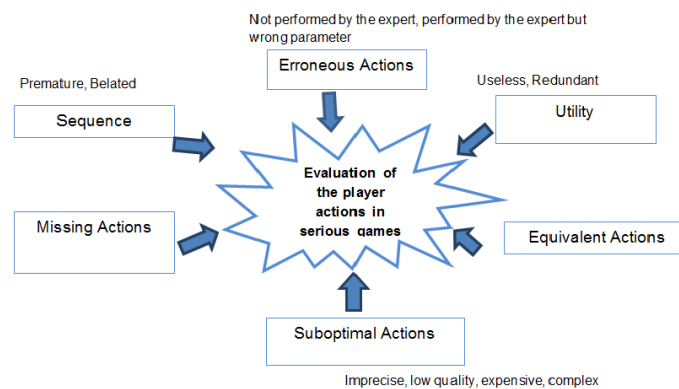 Not performed by the expert, performed by the expert but
wrong parameter
Erroneous Actions
Premature, Belated
Sequence
Useless, Redundant
Utility
Evaluation of
the player
actions in
serious games
Missing Actions
Equivalent Actions
Suboptimal Actions
Imprecise, low quality, expensive, complex